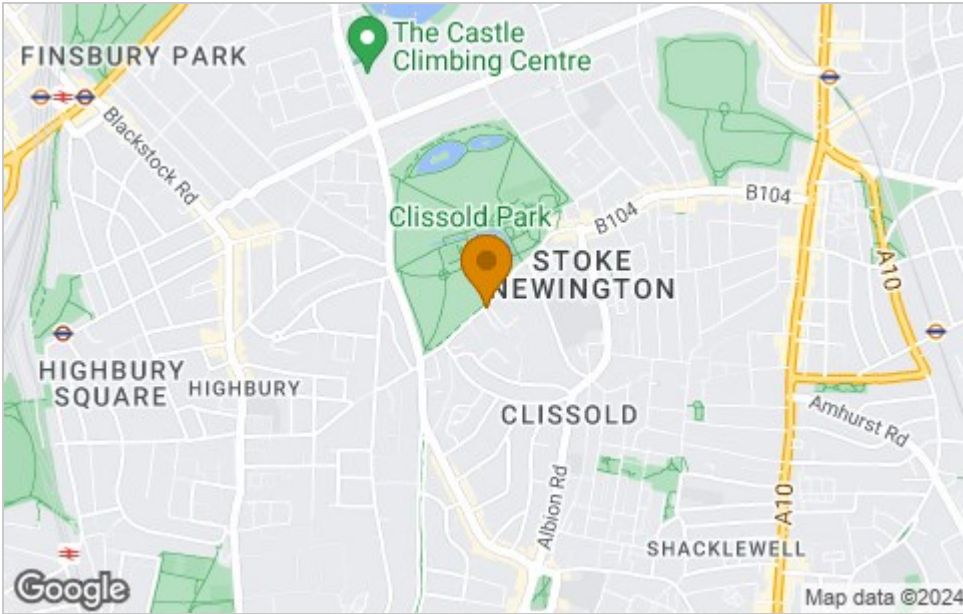 The Castle
Climbing Centre
FINSBURY PARK
Blackstock Rd
Clissold Park
B104
B104
STOKE
NEWINGTON
A10
HIGHBURY
SQUARE
HIGHBURY
CLISSOLD
Amhurst Rd
Albion Rd
A10
SHACKLEWELL
Google
Map data ©2024